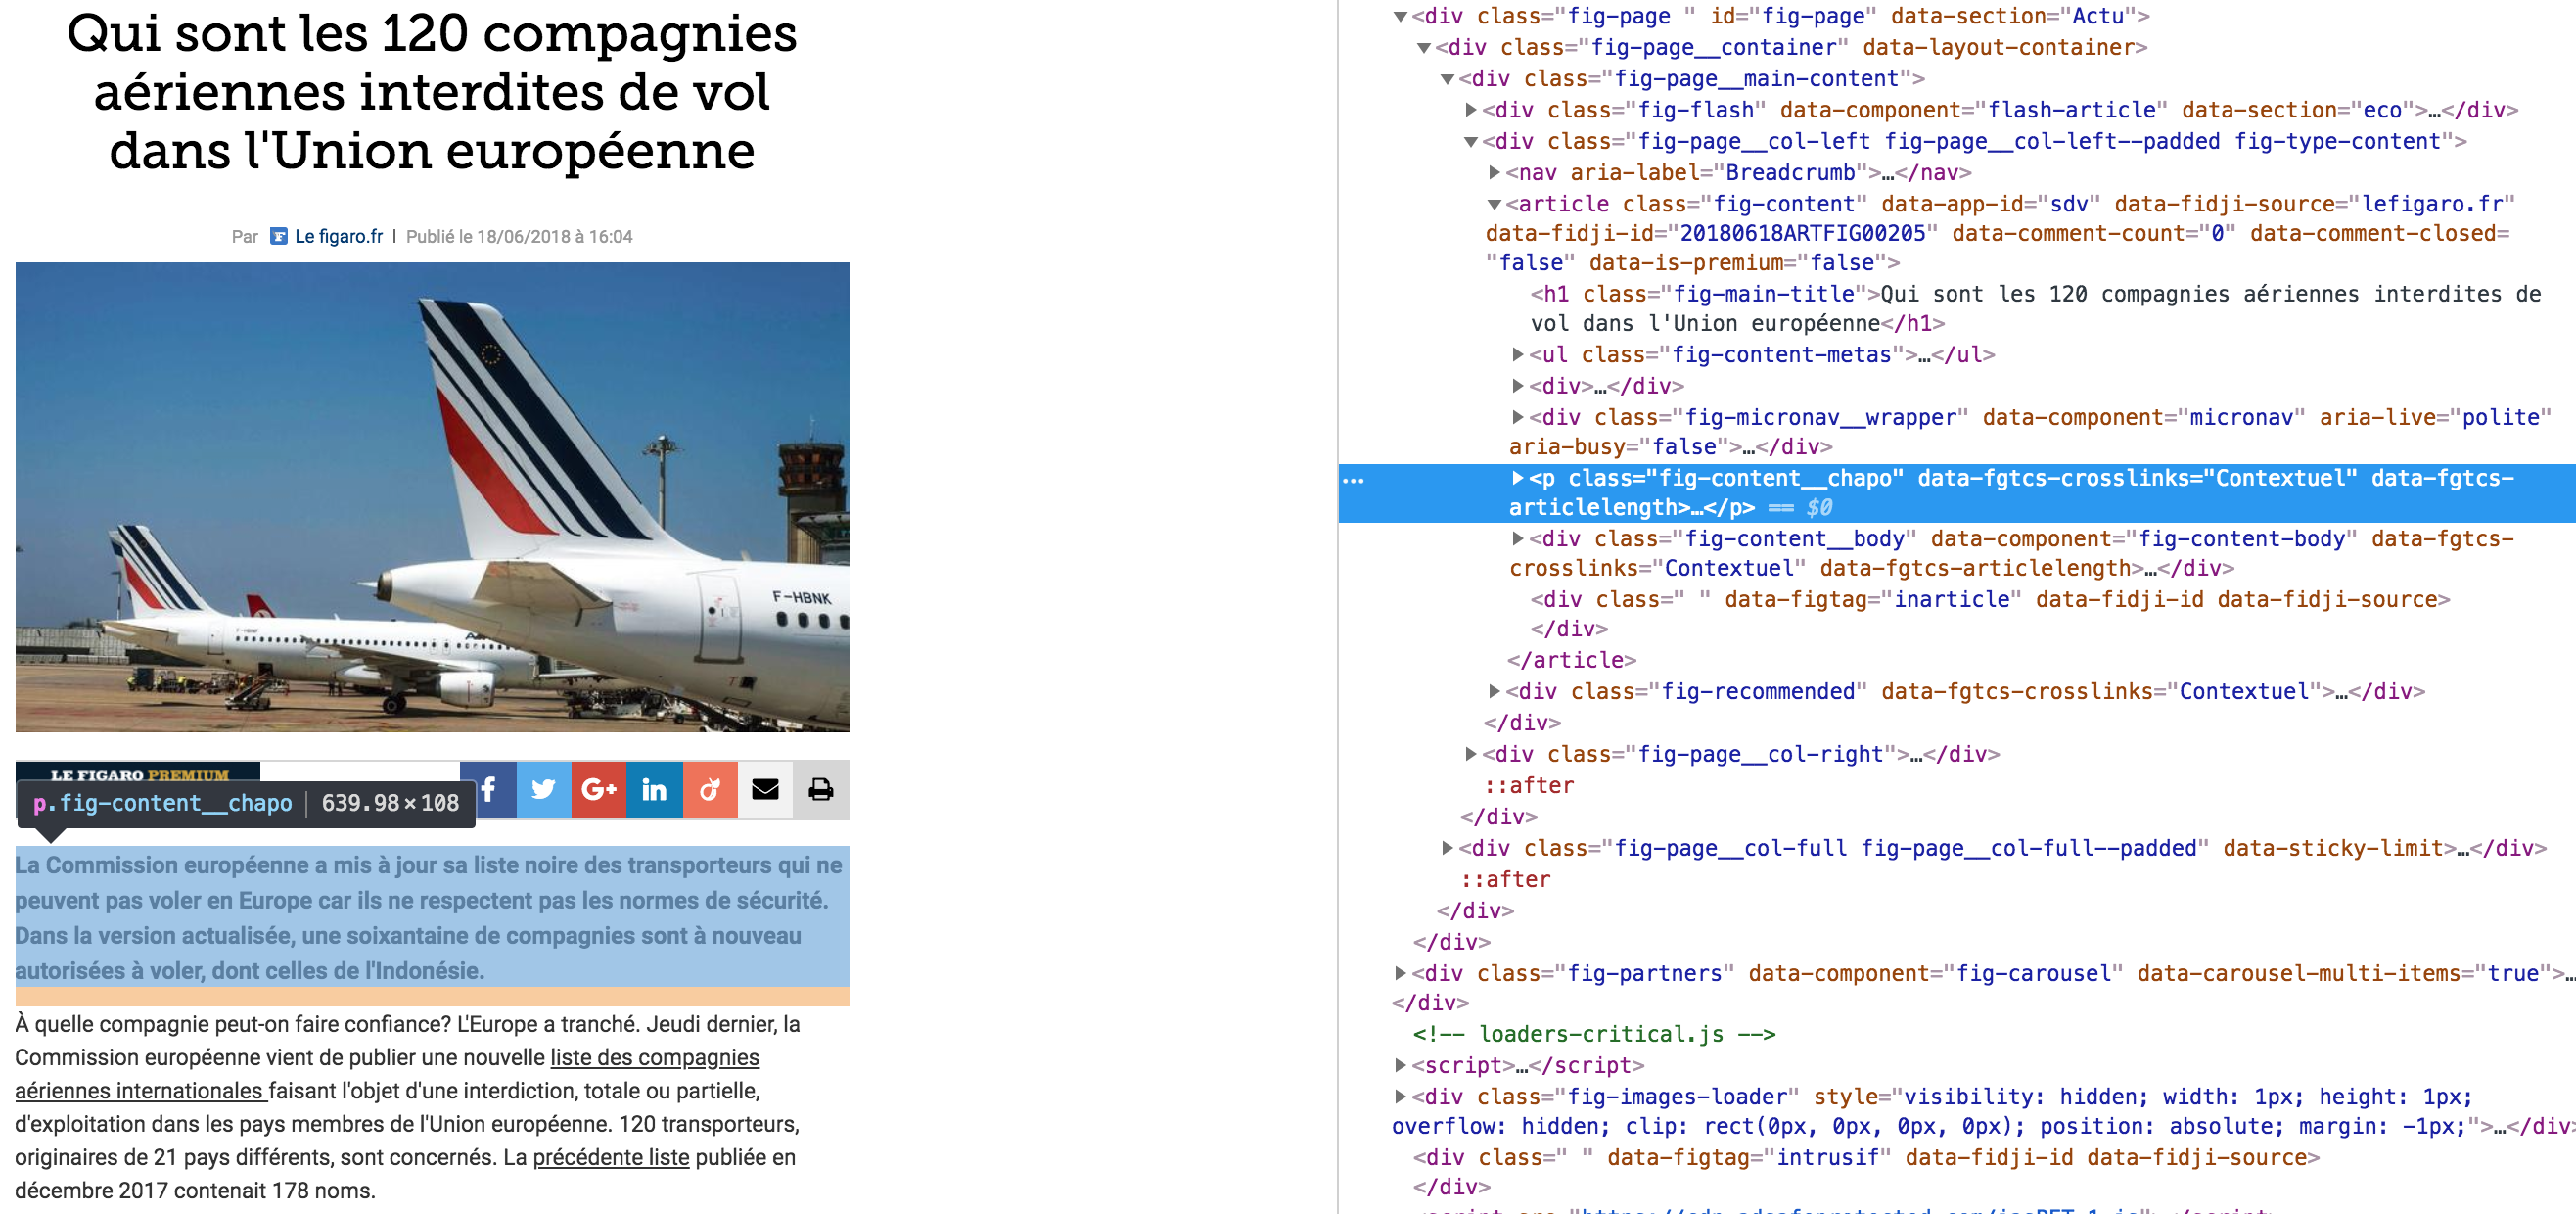 Qui sont les 120 compagnies
aériennes interdites de vol
dans l'Union européenne
Par Le figaro.fr | Publié le 18/06/2018 à 16:04
F-HBNK
LE FIGARO PREMIUM
p.fig-content__chapo | 639.98 × 108
La Commission européenne a mis à jour sa liste noire des transporteurs qui ne
peuvent pas voler en Europe car ils ne respectent pas les normes de sécurité.
Dans la version actualisée, une soixantaine de compagnies sont à nouveau
autorisées à voler, dont celles de l'Indonésie.
À quelle compagnie peut-on faire confiance? L'Europe a tranché. Jeudi dernier, la
Commission européenne vient de publier une nouvelle liste des compagnies
aériennes internationales faisant l'objet d'une interdiction, totale ou partielle,
d'exploitation dans les pays membres de l'Union européenne. 120 transporteurs,
originaires de 21 pays différents, sont concernés. La précédente liste publiée en
décembre 2017 contenait 178 noms.
<div class="fig-page " id="fig-page" data-section="Actu">
<div class="fig-page__container" data-layout-container>
<div class="fig-page__main-content">
<div class="fig-flash" data-component="flash-article" data-section="eco">…</div>
<div class="fig-page__col-left fig-page__col-left--padded fig-type-content">
<nav aria-label="Breadcrumb">…</nav>
<article class="fig-content" data-app-id="sdv" data-fidji-source="lefigaro.fr"
data-fidji-id="20180618ARTFIG00205" data-comment-count="0" data-comment-closed=
"false" data-is-premium="false">
<h1 class="fig-main-title">Qui sont les 120 compagnies aériennes interdites de
vol dans l'Union européenne</h1>
<ul class="fig-content-metas">…</ul>
<div>…</div>
<div class="fig-micronav__wrapper" data-component="micronav" aria-live="polite"
aria-busy="false">…</div>
<p class="fig-content__chapo" data-fgtcs-crosslinks="Contextuel" data-fgtcs-
articlelength>…</p> == $0
<div class="fig-content__body" data-component="fig-content-body" data-fgtcs-
crosslinks="Contextuel" data-fgtcs-articlelength>…</div>
<div class=" " data-figtag="inarticle" data-fidji-id data-fidji-source>
</div>
</article>
<div class="fig-recommended" data-fgtcs-crosslinks="Contextuel">…</div>
</div>
<div class="fig-page__col-right">…</div>
::after
</div>
<div class="fig-page__col-full fig-page__col-full--padded" data-sticky-limit>…</div>
::after
</div>
</div>
<div class="fig-partners" data-component="fig-carousel" data-carousel-multi-items="true">…
</div>
<!-- loaders-critical.js -->
<script>…</script>
<div class="fig-images-loader" style="visibility: hidden; width: 1px; height: 1px;
overflow: hidden; clip: rect(0px, 0px, 0px, 0px); position: absolute; margin: -1px;">…</div>
<div class=" " data-figtag="intrusif" data-fidji-id data-fidji-source>
</div>